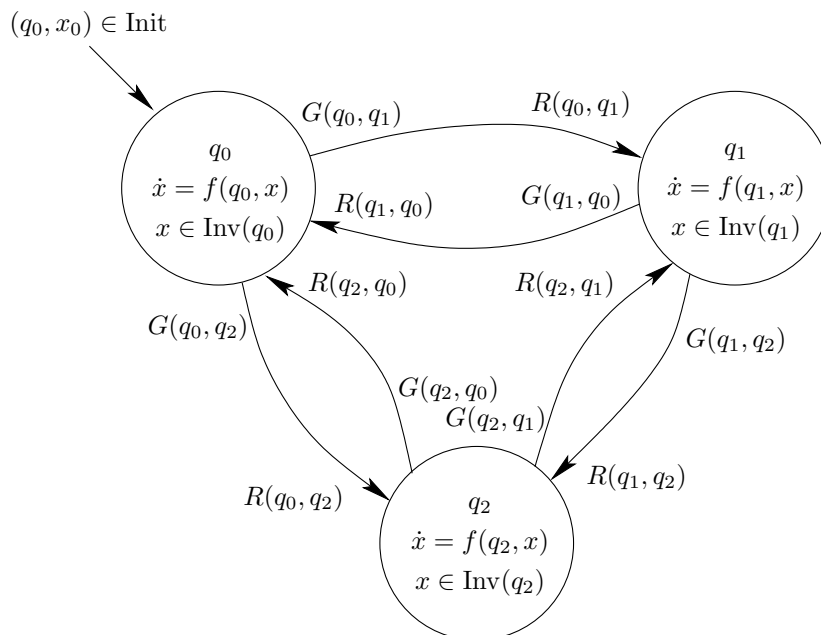 (q₀, x₀) ∈ Init
G(q₀, q₁)
R(q₀, q₁)
q₀
ẋ = f(q₀, x)
x ∈ Inv(q₀)
q₁
ẋ = f(q₁, x)
x ∈ Inv(q₁)
R(q₁, q₀)
G(q₁, q₀)
R(q₂, q₀)
R(q₂, q₁)
G(q₀, q₂)
G(q₁, q₂)
G(q₂, q₀)
G(q₂, q₁)
R(q₀, q₂)
R(q₁, q₂)
q₂
ẋ = f(q₂, x)
x ∈ Inv(q₂)